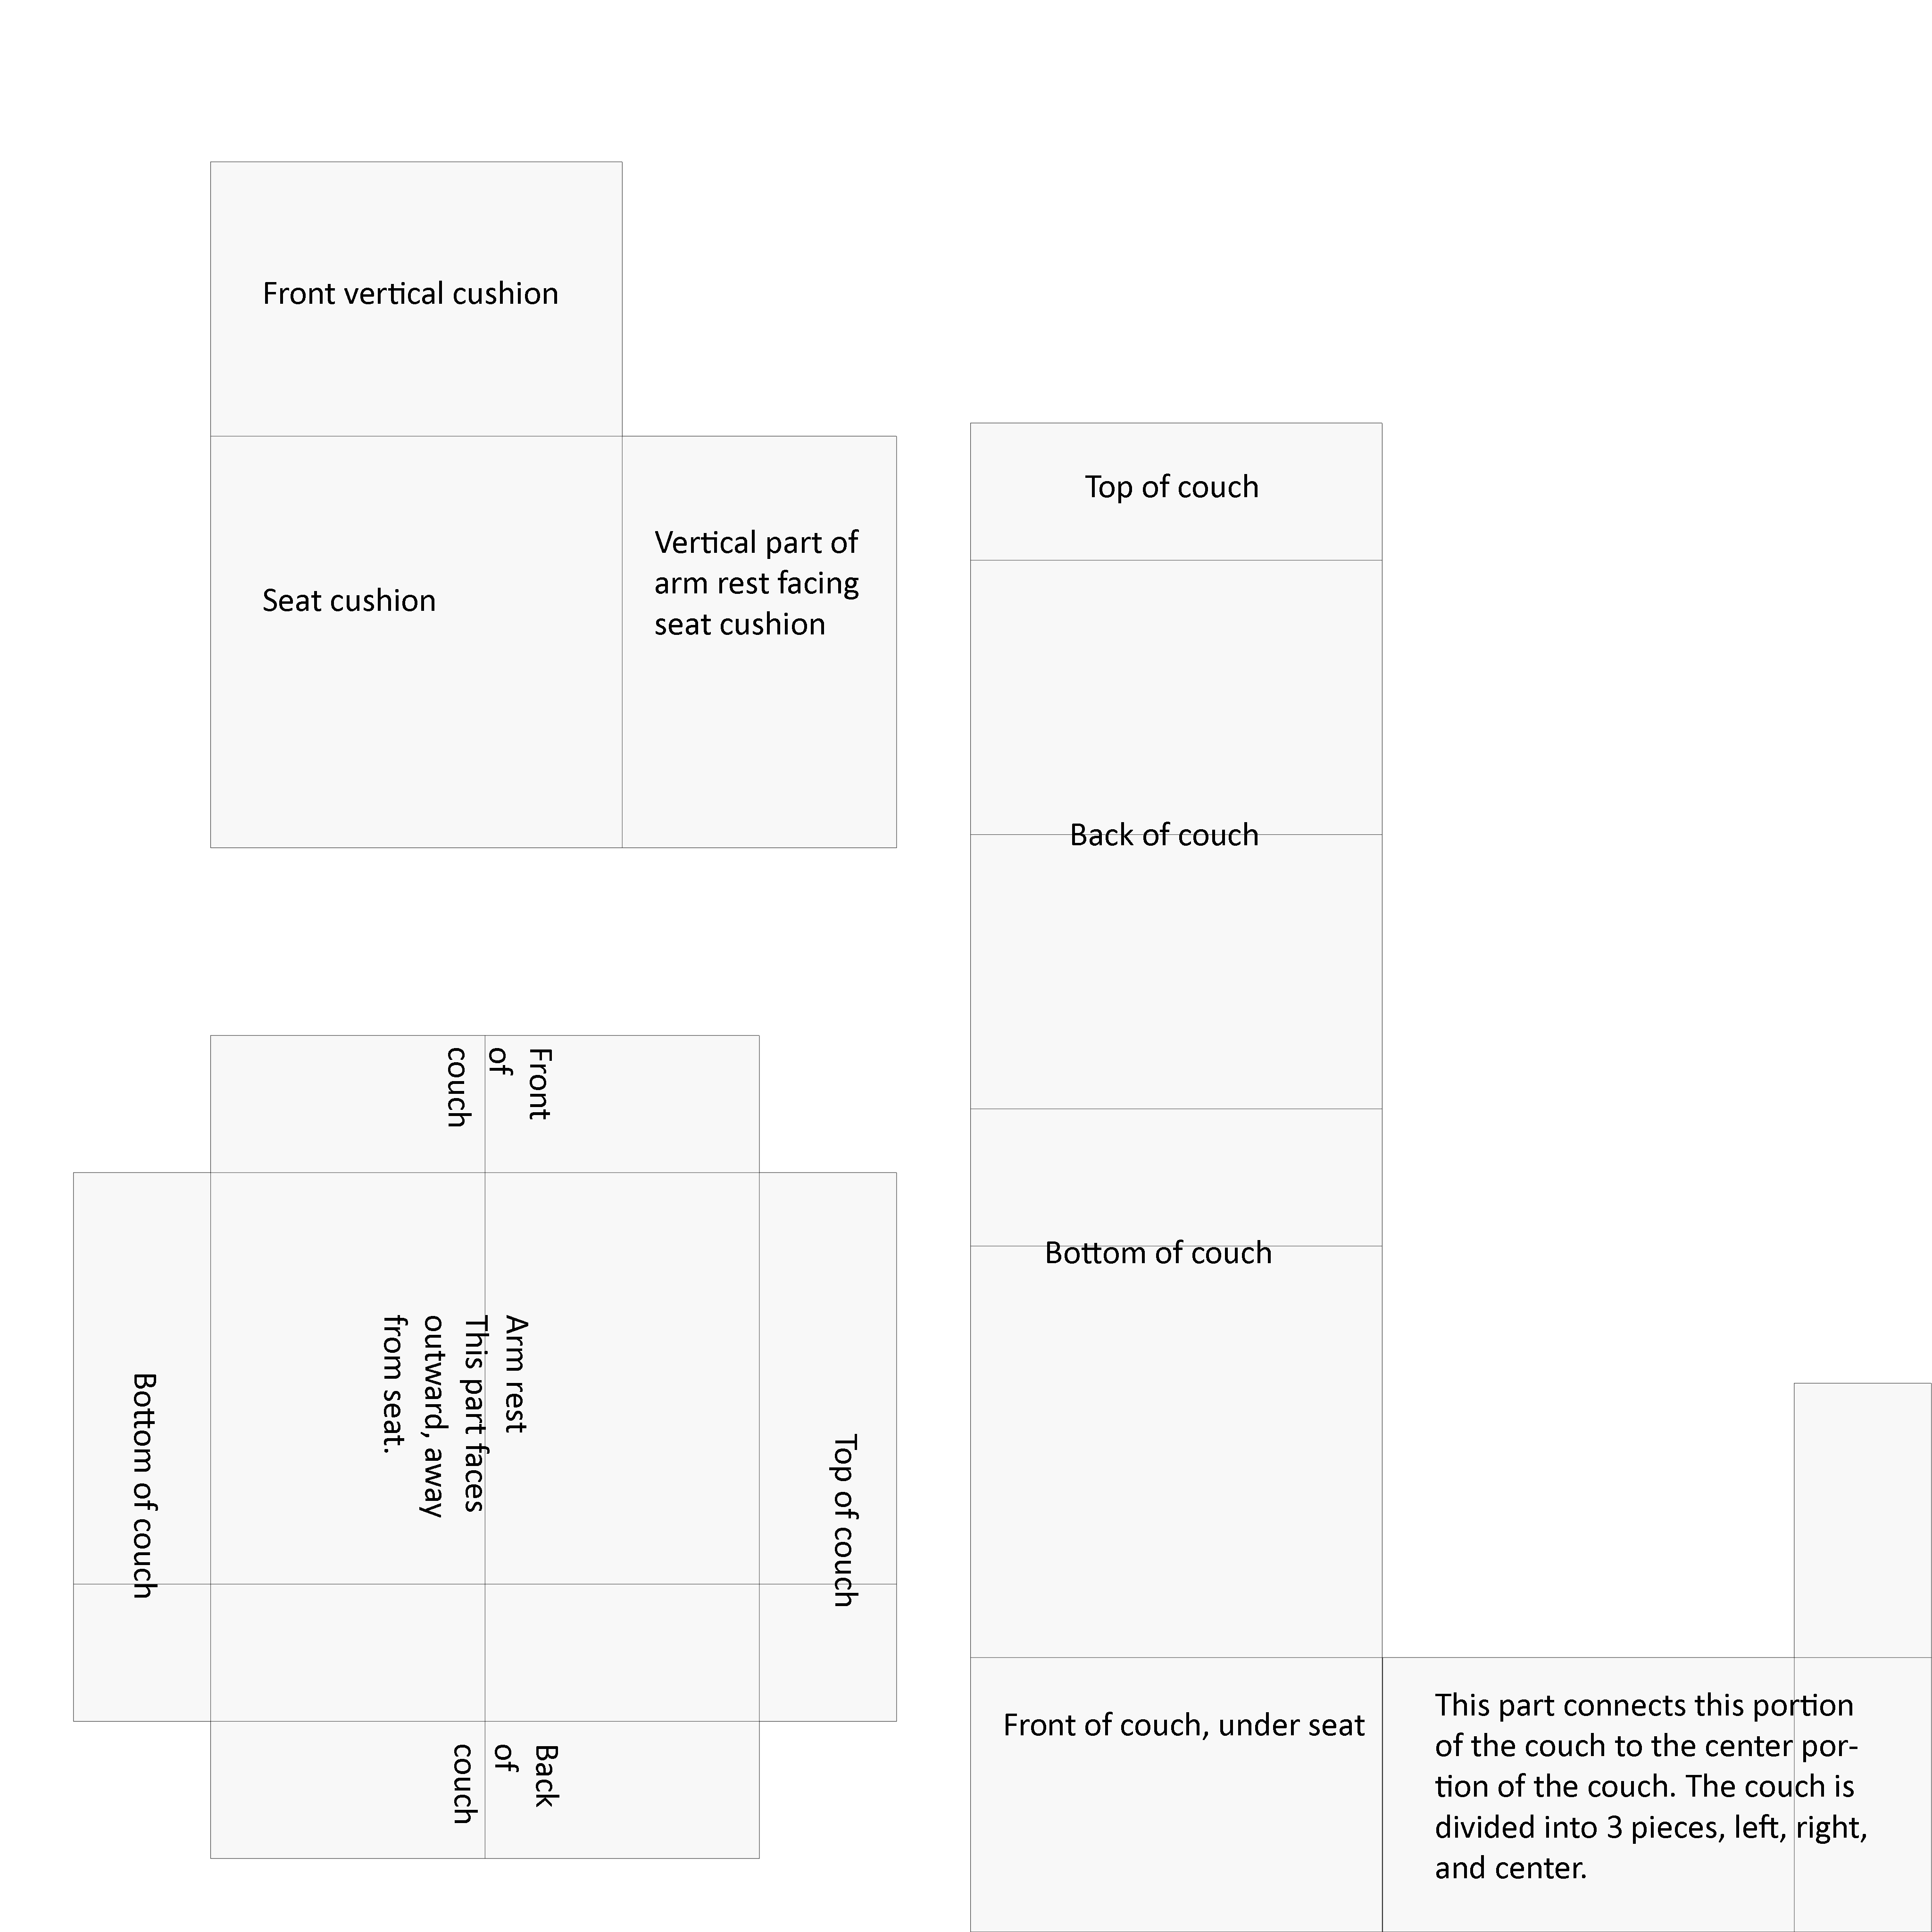 Front vertical cushion
Seat cushion
Vertical part of
arm rest facing
seat cushion
Top of couch
Back of couch
Bottom of couch
Front of couch, under seat
This part connects this portion
of the couch to the center por-
tion of the couch. The couch is
divided into 3 pieces, left, right,
and center.
Front
of
couch
Arm rest
This part faces
outward, away
from seat.
Bottom of couch
Top of couch
Back
of
couch